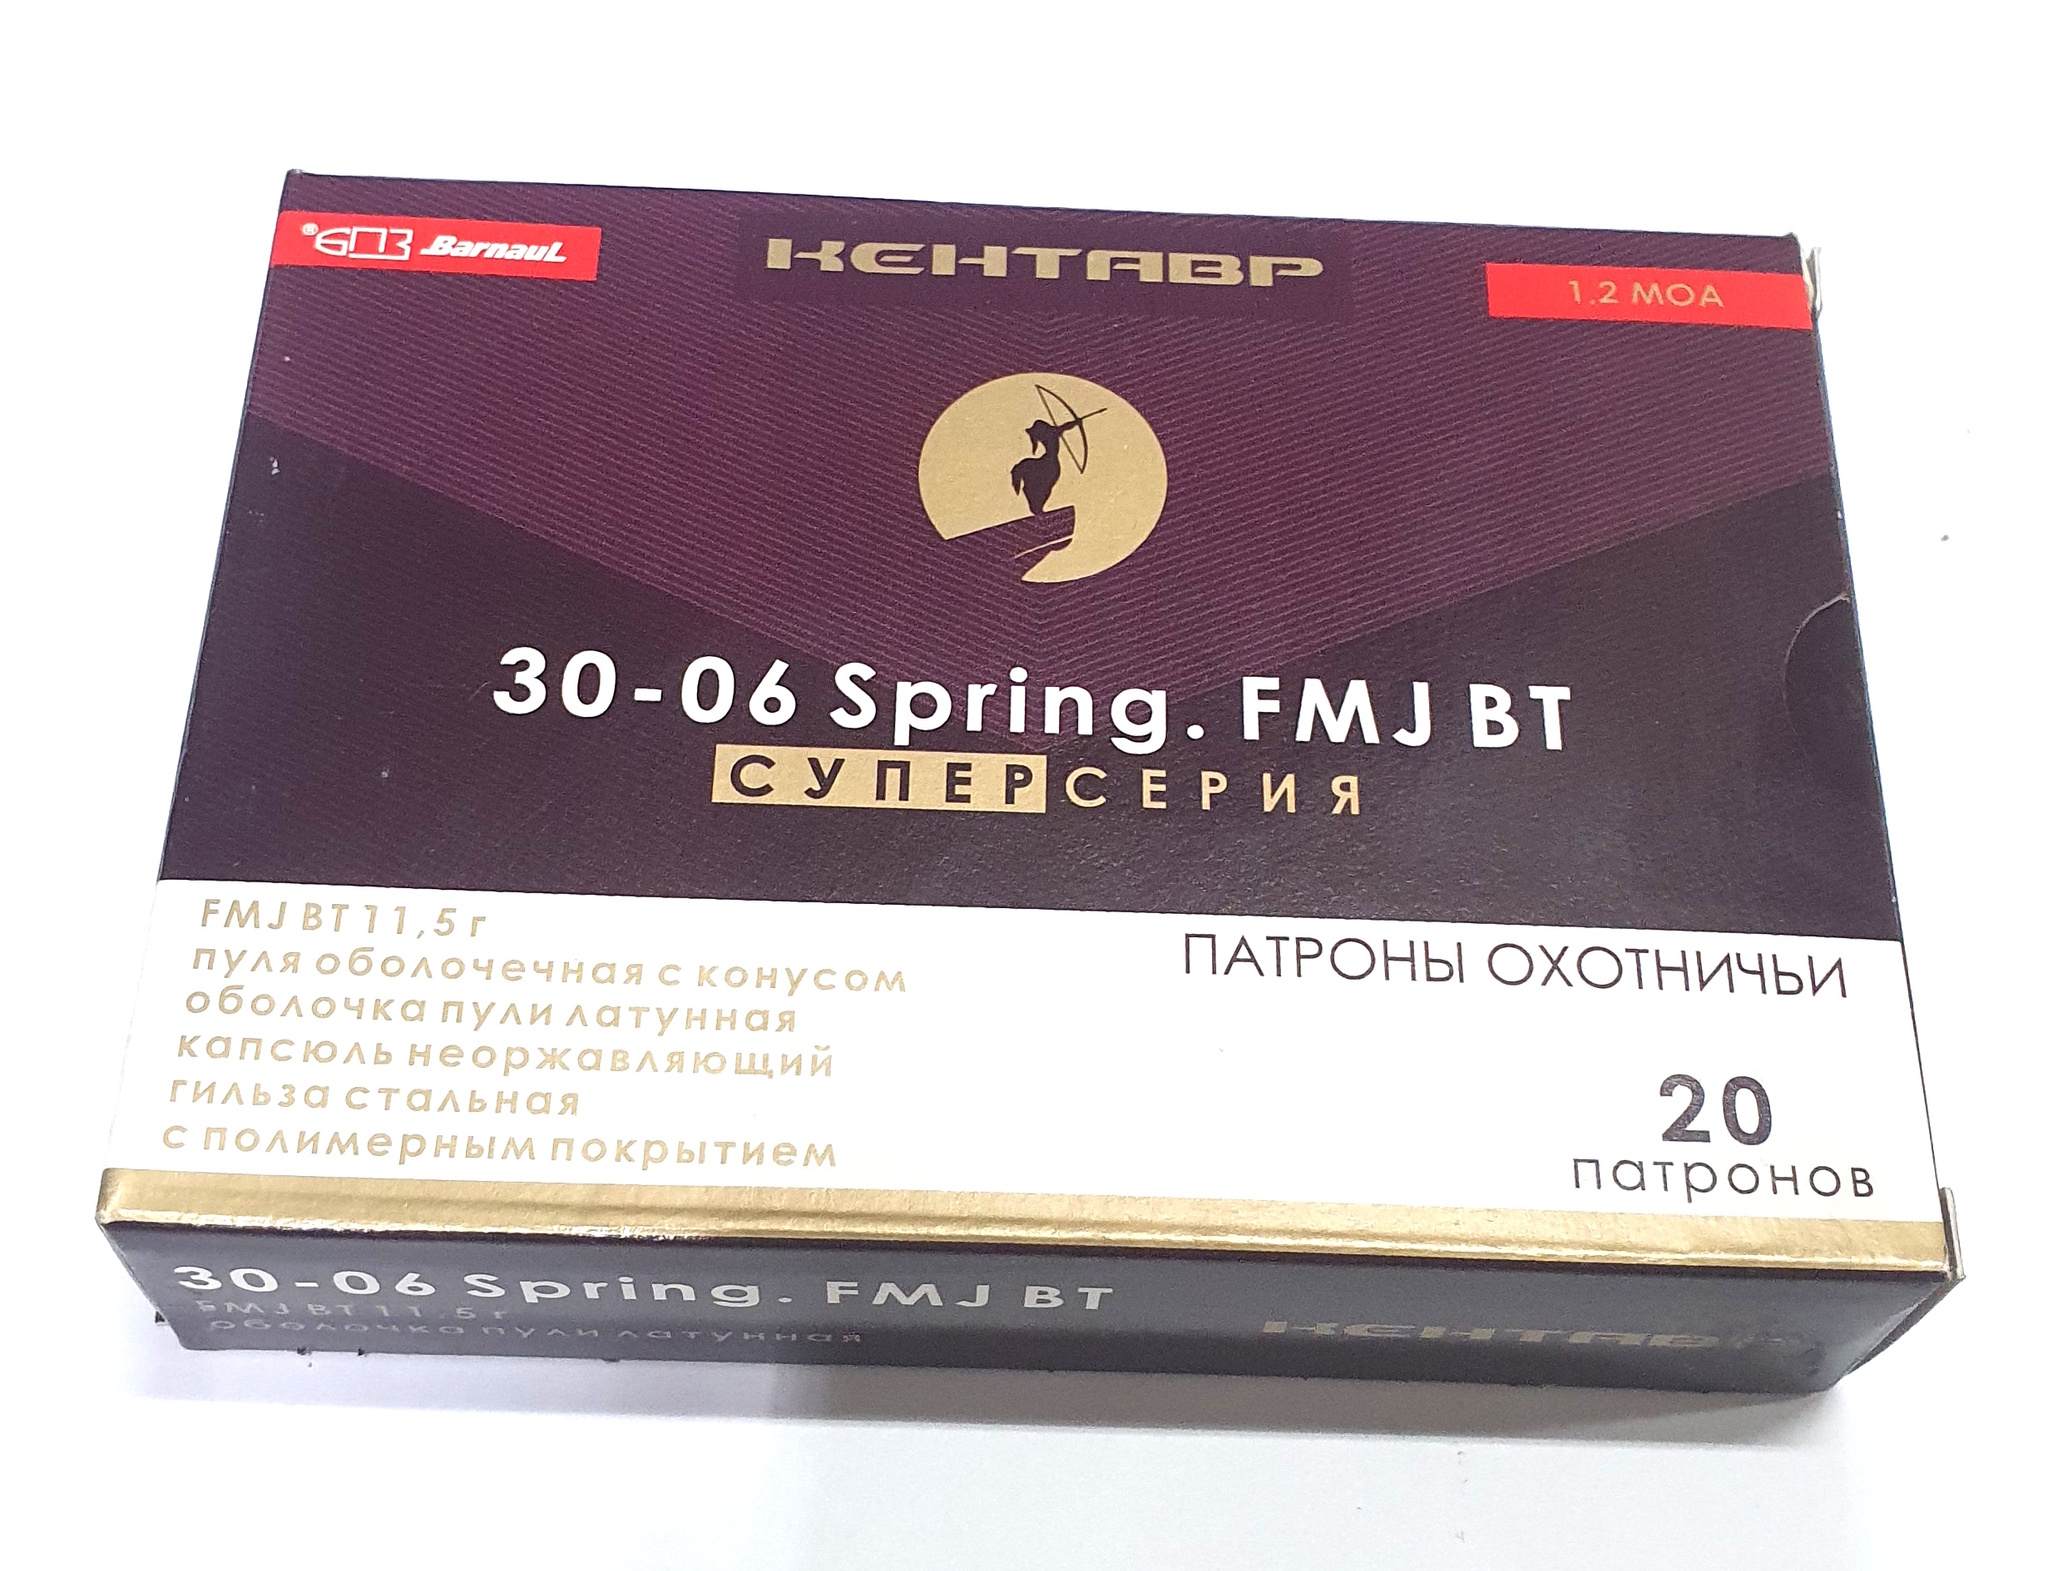 ® БПЗ Barnaul
КЕНТАВР
1.2 МОА
30-06 Spring. FMJ BT
СУПЕРСЕРИЯ
FMJ BT 11,5 г
пуля оболочечная с конусом
оболочка пули латунная
капсюль неоржавляющий
гильза стальная
с полимерным покрытием
ПАТРОНЫ ОХОТНИЧЬИ
20
патронов
30-06 Spring. FMJ BT
FMJ BT 11,5 г
оболочка пули латунная
КЕНТАВР